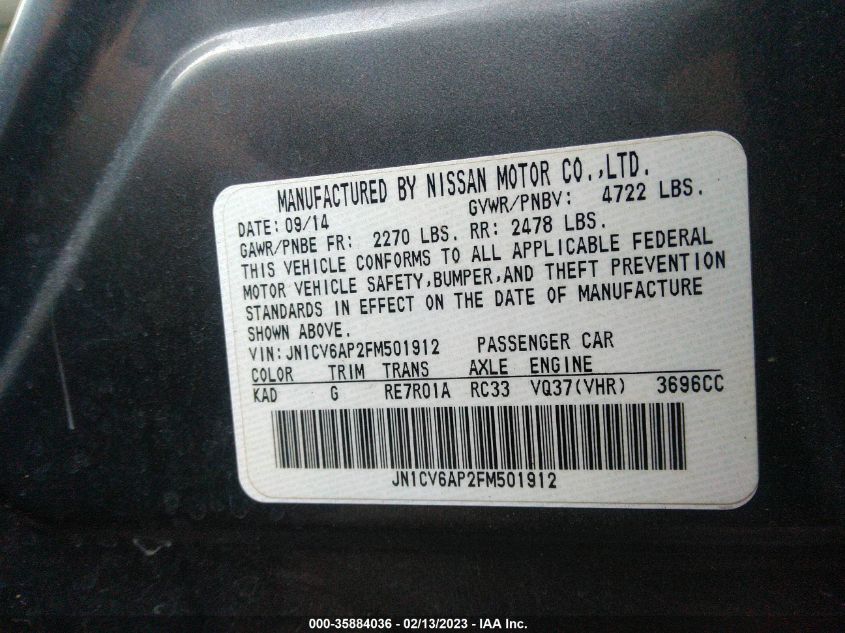 MANUFACTURED BY NISSAN MOTOR CO.,LTD.
DATE: 09/14 GVWR/PNBV: 4722 LBS.
GAWR/PNBE FR: 2270 LBS. RR: 2478 LBS.
THIS VEHICLE CONFORMS TO ALL APPLICABLE FEDERAL
MOTOR VEHICLE SAFETY,BUMPER,AND THEFT PREVENTION
STANDARDS IN EFFECT ON THE DATE OF MANUFACTURE
SHOWN ABOVE.
VIN:JN1CV6AP2FM501912 PASSENGER CAR
COLOR TRIM TRANS AXLE ENGINE
KAD G RE7R01A RC33 VQ37(VHR) 3696CC
JN1CV6AP2FM501912
000-35884036 - 02/13/2023 - IAA Inc.